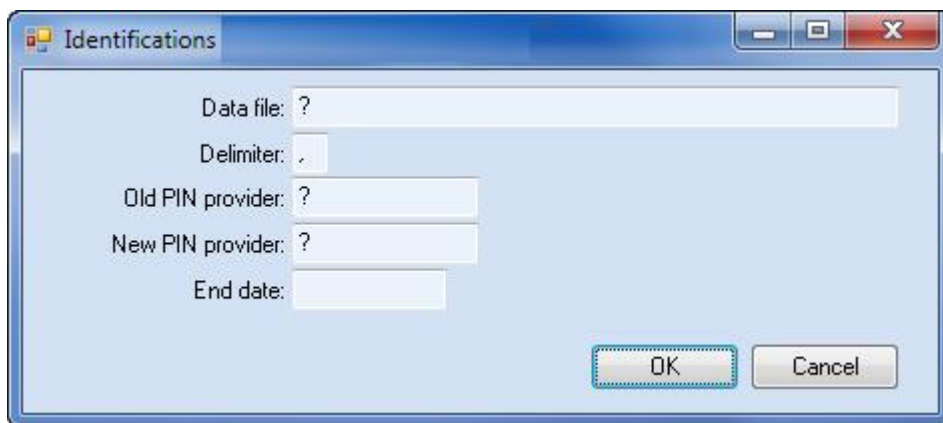 Identifications
Data file: ?
Delimiter: ,
Old PIN provider: ?
New PIN provider: ?
End date:
OK Cancel